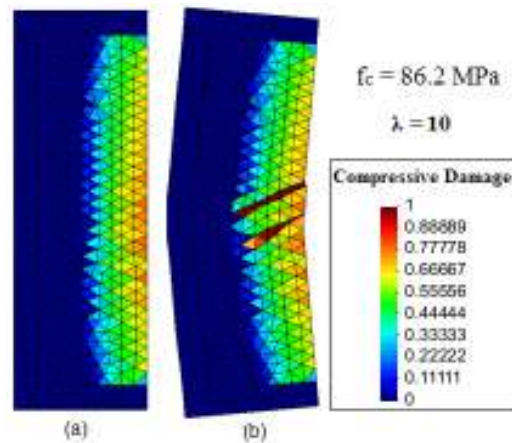 f_c = 86.2 MPa
λ = 10
Compressive Damage
1
0.88889
0.77778
0.66667
0.55556
0.44444
0.33333
0.22222
0.11111
0
(a)
(b)